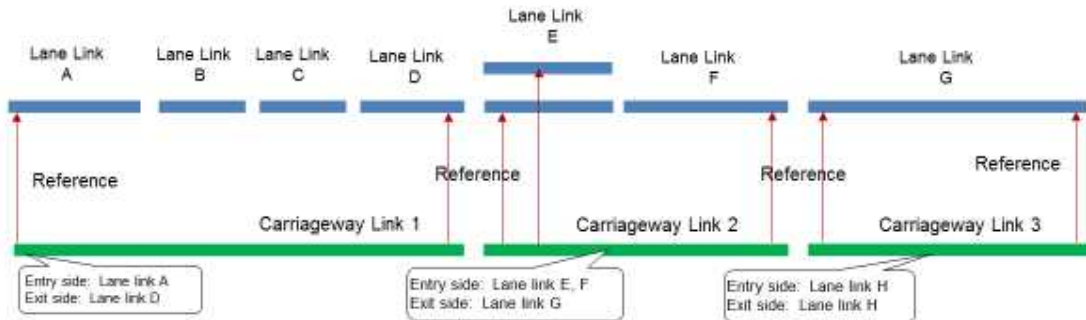 Lane Link
E
Lane Link
A
Lane Link
B
Lane Link
C
Lane Link
D
Lane Link
F
Lane Link
G
Reference
Reference
Reference
Reference
Carriageway Link 1
Carriageway Link 2
Carriageway Link 3
Entry side: Lane link A
Exit side: Lane link D
Entry side: Lane link E, F
Exit side: Lane link G
Entry side: Lane link H
Exit side: Lane link H